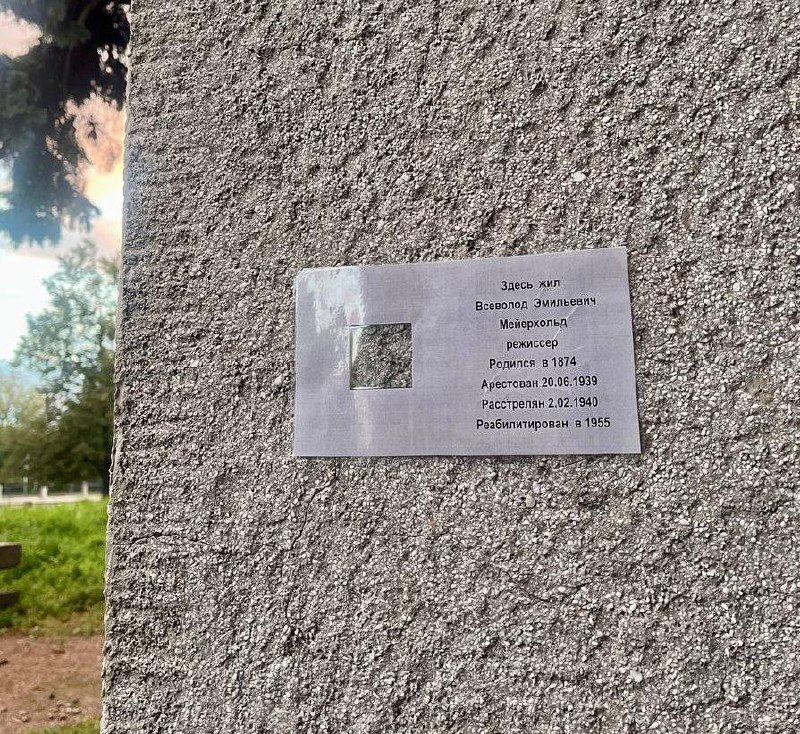 Здесь жил
Всеволод Эмильевич
Мейерхольд
режиссер
Родился в 1874
Арестован 20.06.1939
Расстрелян 2.02.1940
Реабилитирован в 1955